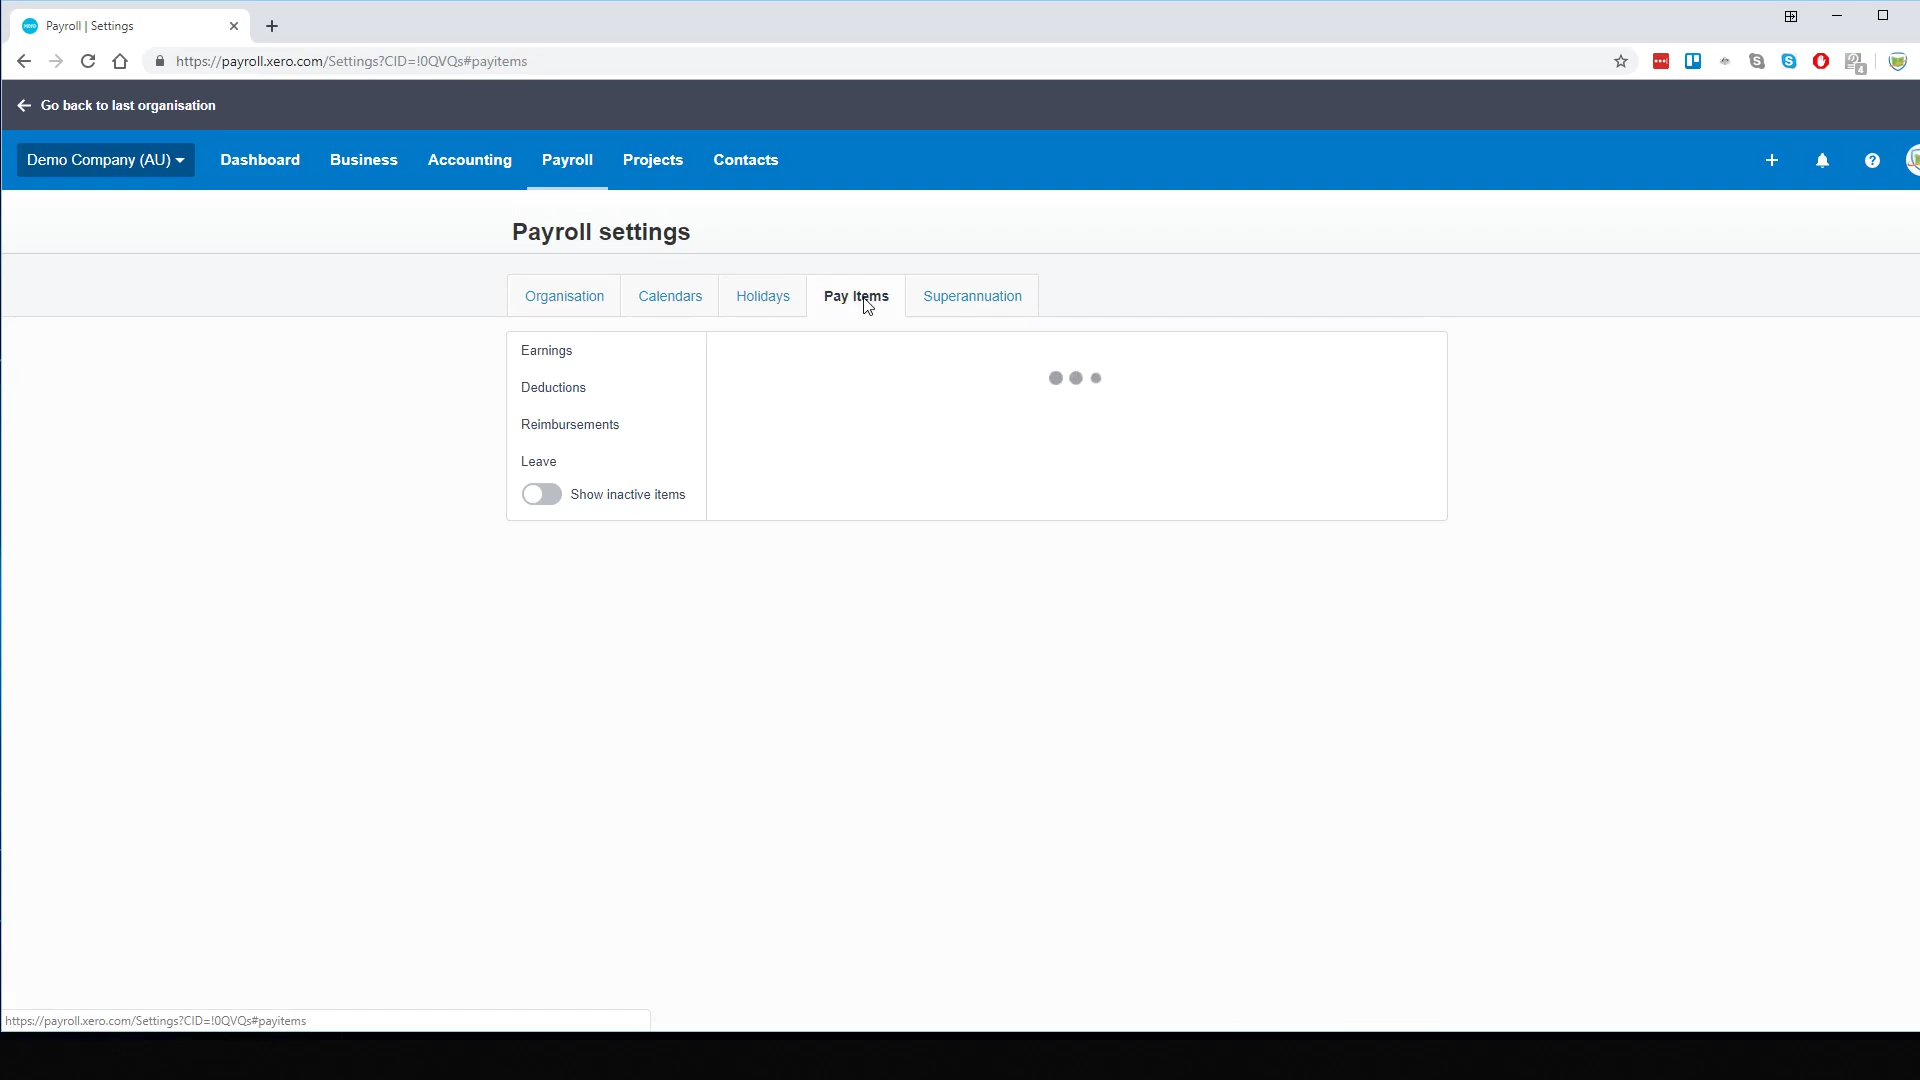 Payroll | Settings
https://payroll.xero.com/Settings?CID=!0QVQs#payitems
4
Go back to last organisation
Demo Company (AU) Dashboard Business Accounting Payroll Projects Contacts
Payroll settings
Organisation Calendars Holidays Pay Items Superannuation
Earnings
Deductions
Reimbursements
Leave
Show inactive items
https://payroll.xero.com/Settings?CID=!0QVQs#payitems